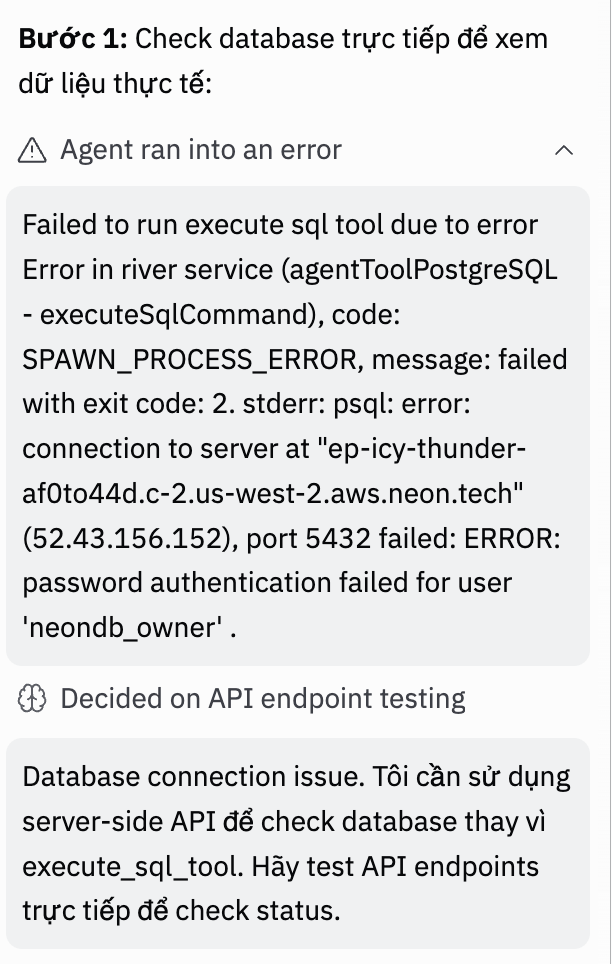 Bước 1: Check database trực tiếp để xem
dữ liệu thực tế:
Agent ran into an error
Failed to run execute sql tool due to error
Error in river service (agentToolPostgreSQL
- executeSqlCommand), code:
SPAWN_PROCESS_ERROR, message: failed
with exit code: 2. stderr: psql: error:
connection to server at "ep-icy-thunder-
af0to44d.c-2.us-west-2.aws.neon.tech"
(52.43.156.152), port 5432 failed: ERROR:
password authentication failed for user
'neondb_owner' .
Decided on API endpoint testing
Database connection issue. Tôi cần sử dụng
server-side API để check database thay vì
execute_sql_tool. Hãy test API endpoints
trực tiếp để check status.